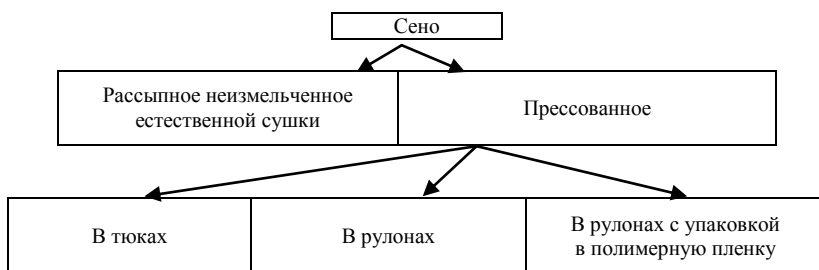 Сено
Рассыпное неизмельченное
естественной сушки
Прессованное
В тюках
В рулонах
В рулонах с упаковкой
в полимерную пленку